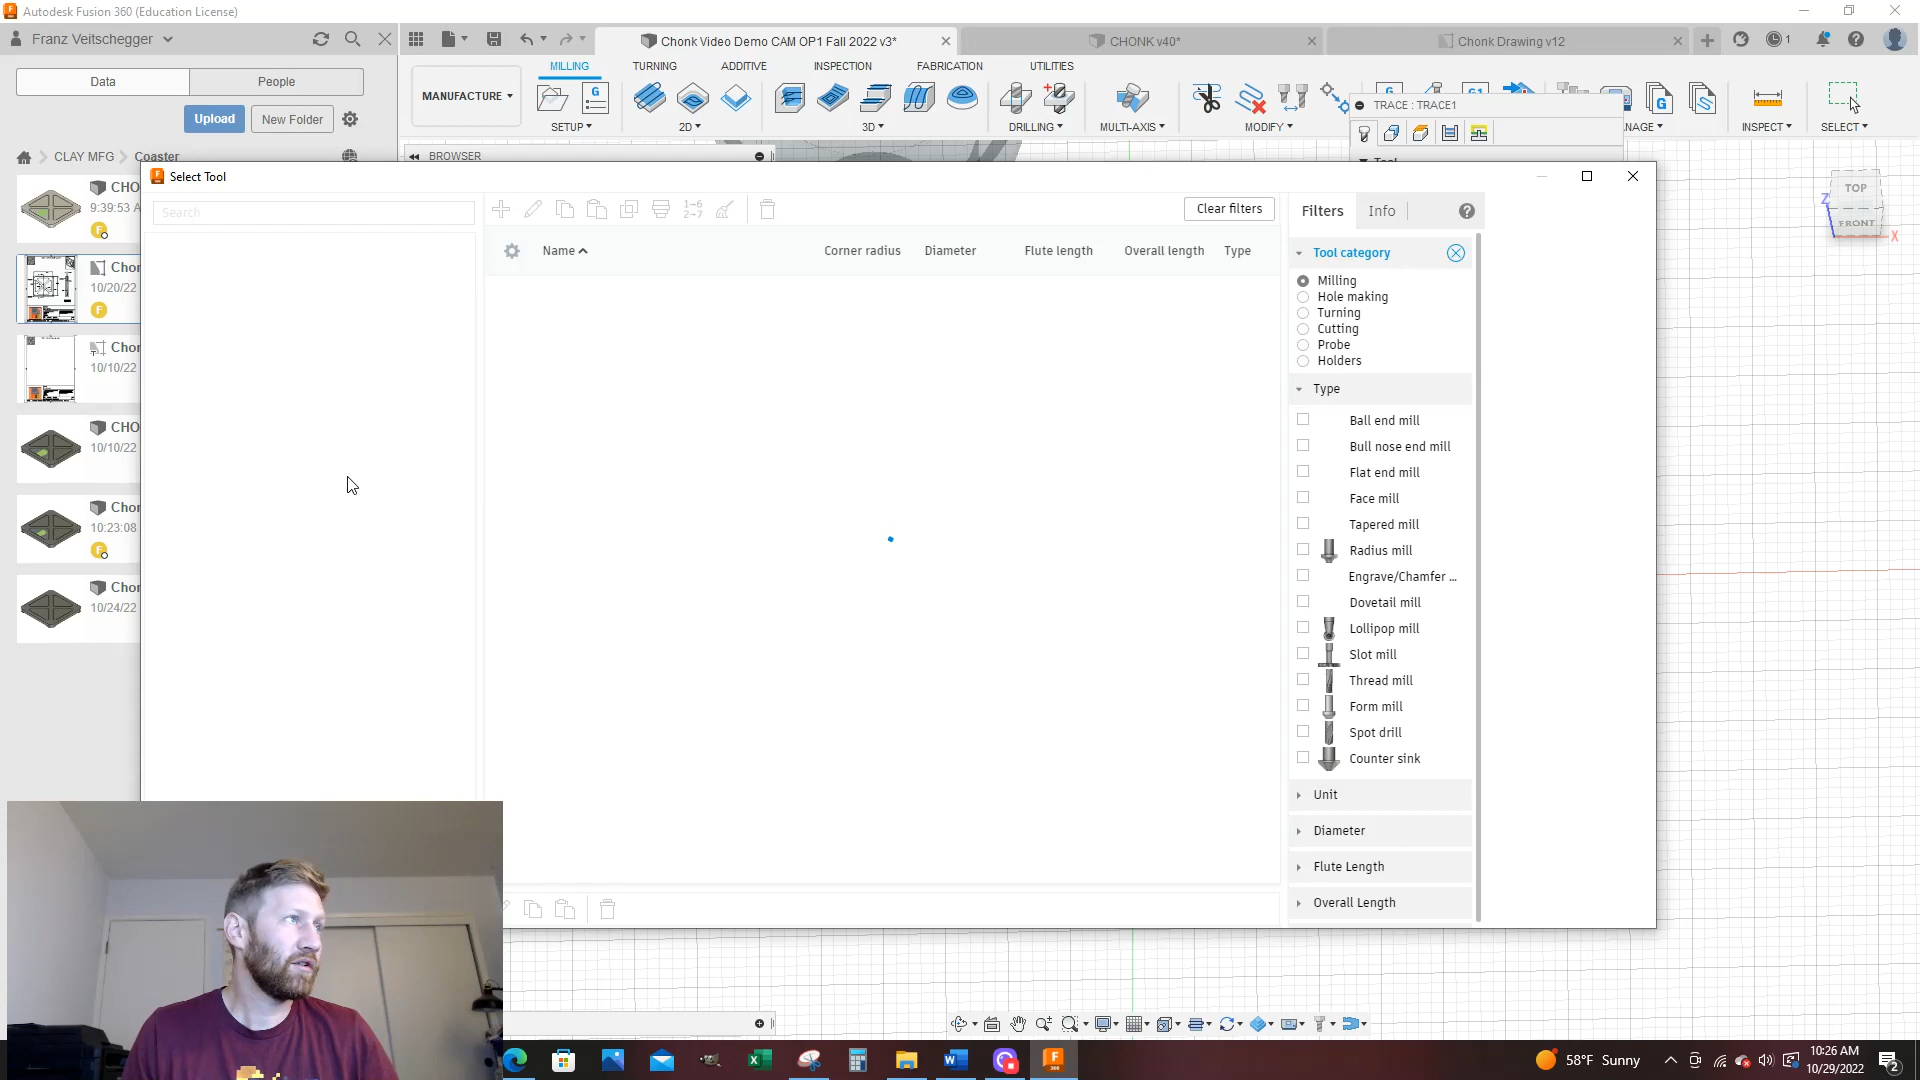 Autodesk Fusion 360 (Education License)
Franz Veitschegger
Chonk Video Demo CAM OP1 Fall 2022 v3*
CHONK v40*
Chonk Drawing v12
1
Data
People
MILLING
TURNING
ADDITIVE
INSPECTION
FABRICATION
UTILITIES
MANUFACTURE
Upload
New Folder
SETUP
2D
3D
DRILLING
MULTI-AXIS
MODIFY
TRACE : TRACE1
INSPECT
SELECT
CLAY MFG
Coaster
BROWSER
TOP
FRONT
Z
X
Select Tool
Search
Clear filters
Filters
Info
Name
Corner radius
Diameter
Flute length
Overall length
Type
Tool category
Milling
Hole making
Turning
Cutting
Probe
Holders
Type
Ball end mill
Bull nose end mill
Flat end mill
Face mill
Tapered mill
Radius mill
Engrave/Chamfer ...
Dovetail mill
Lollipop mill
Slot mill
Thread mill
Form mill
Spot drill
Counter sink
Unit
Diameter
Flute Length
Overall Length
CHO
9:39:53 A
Chon
10/20/22
Chor
10/10/22
CHO
10/10/22
Chor
10:23:08
Chor
10/24/22
58°F Sunny
10:26 AM
10/29/2022
2